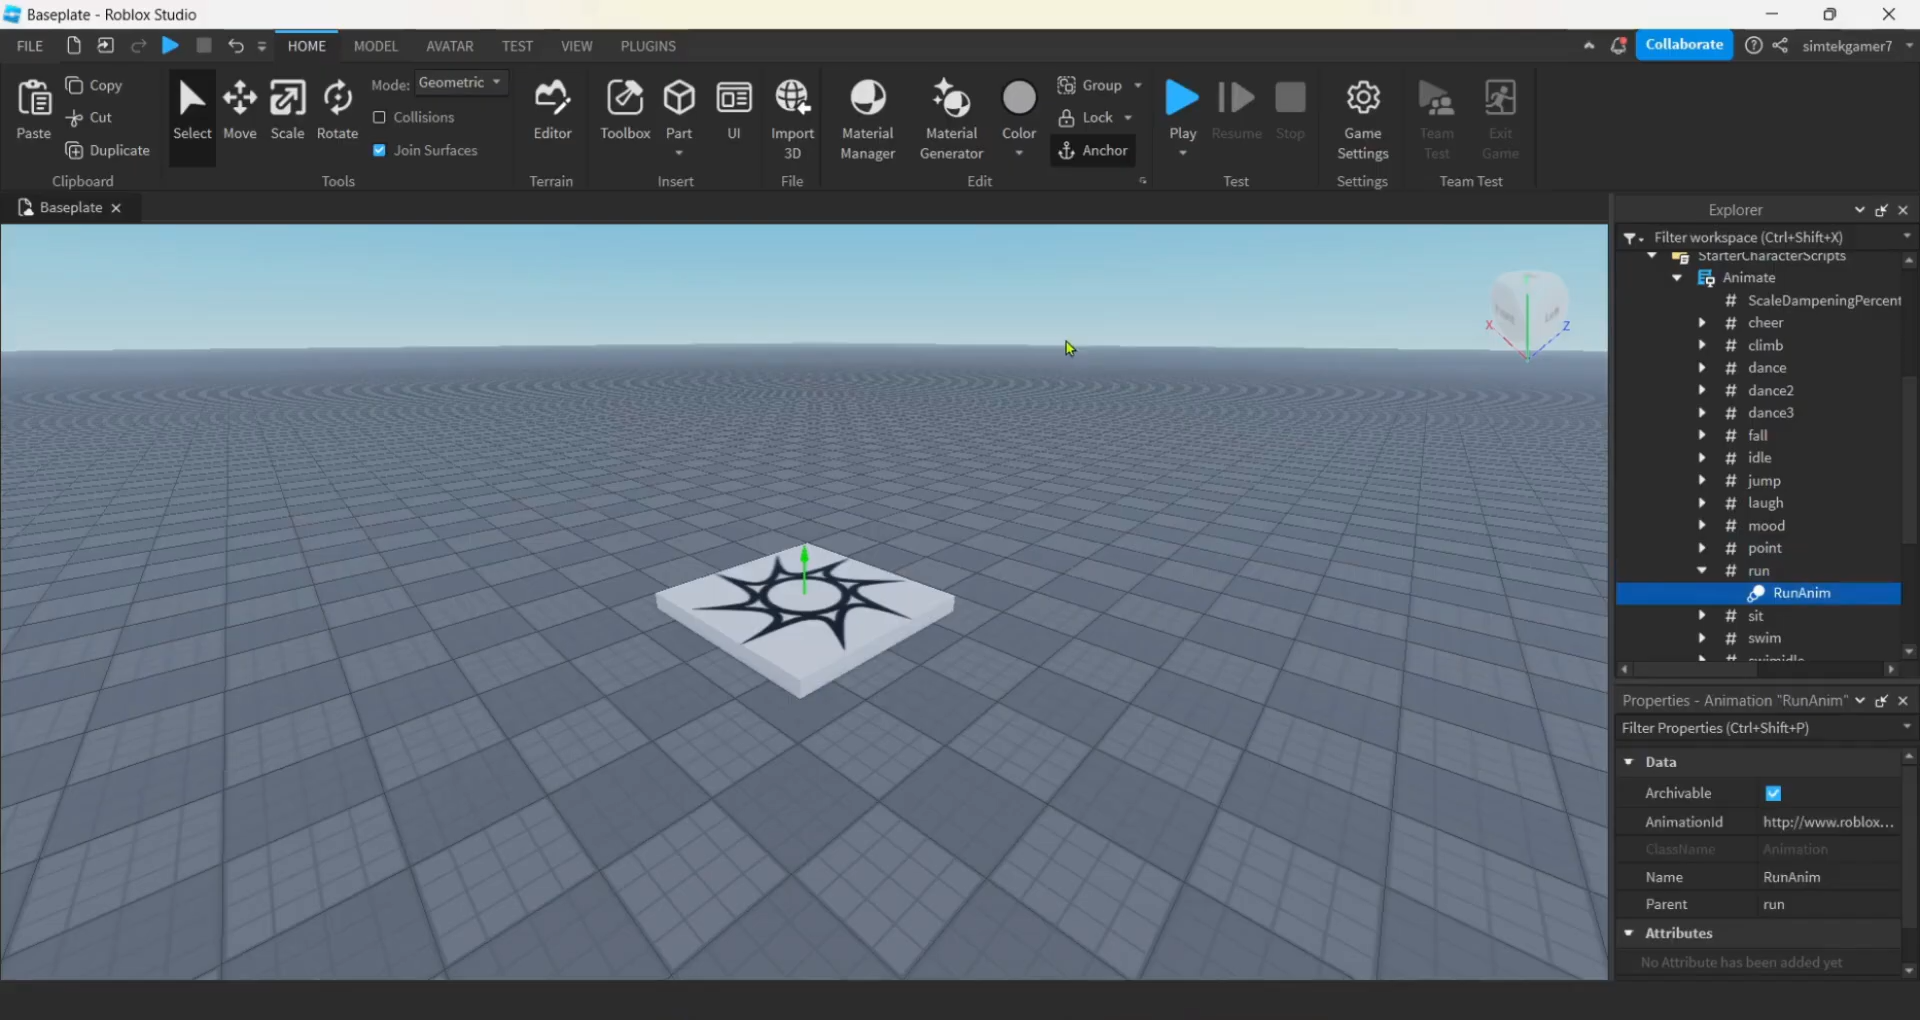 Baseplate - Roblox Studio
FILE
HOME
MODEL
AVATAR
TEST
VIEW
PLUGINS
Collaborate
simtekgamer7
Paste
Copy
Cut
Duplicate
Clipboard
Select
Move
Scale
Rotate
Mode: Geometric
Collisions
Join Surfaces
Tools
Editor
Terrain
Toolbox
Part
UI
Insert
Import
3D
File
Material
Manager
Material
Generator
Color
Group
Lock
Anchor
Edit
Play
Resume
Stop
Test
Game
Settings
Settings
Team
Test
Exit
Game
Team Test
Baseplate
X
Z
Explorer
Filter workspace (Ctrl+Shift+X)
StarterCharacterScripts
Animate
# ScaleDampeningPercent
# cheer
# climb
# dance
# dance2
# dance3
# fall
# idle
# jump
# laugh
# mood
# point
# run
RunAnim
# sit
# swim
# swimidle
Properties - Animation "RunAnim"
Filter Properties (Ctrl+Shift+P)
Data
Archivable
AnimationId http://www.roblox...
ClassName Animation
Name RunAnim
Parent run
Attributes
No Attribute has been added yet